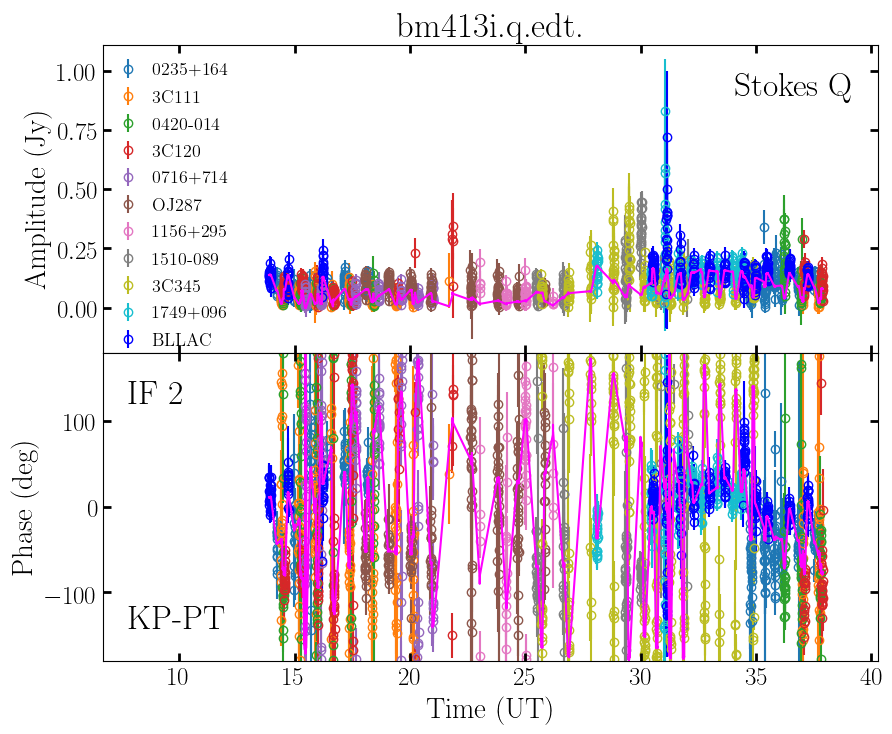 bm413i.q.edt.
Stokes Q
Amplitude (Jy)
1.00
0.75
0.50
0.25
0.00
0235+164
3C111
0420-014
3C120
0716+714
OJ287
1156+295
1510-089
3C345
1749+096
BLLAC
IF 2
KP-PT
Phase (deg)
100
0
−100
10 15 20 25 30 35 40
Time (UT)